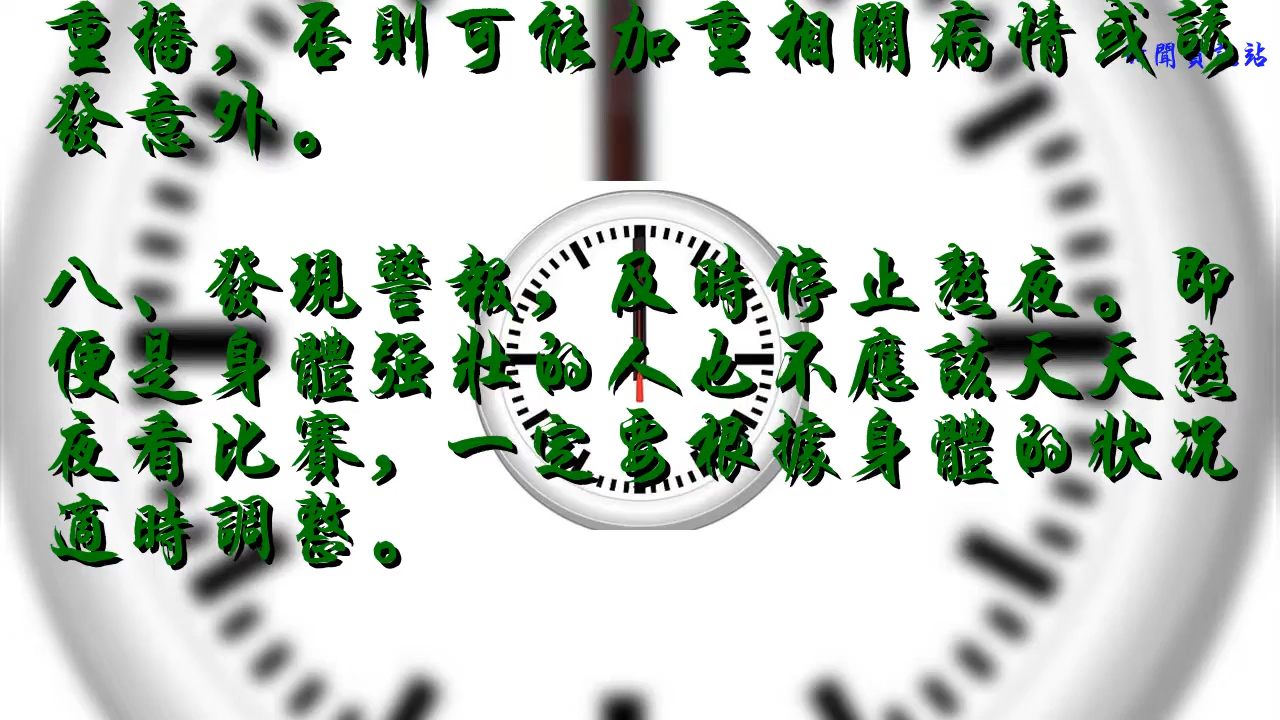 重播，否則可能加重相關病情或誘
發意外。
八、發現警報，及時停止熬夜。即
便是身體强壯的人也不應該天天熬
夜看比賽，一定要根據身體的狀況
適時調整。
聞 站